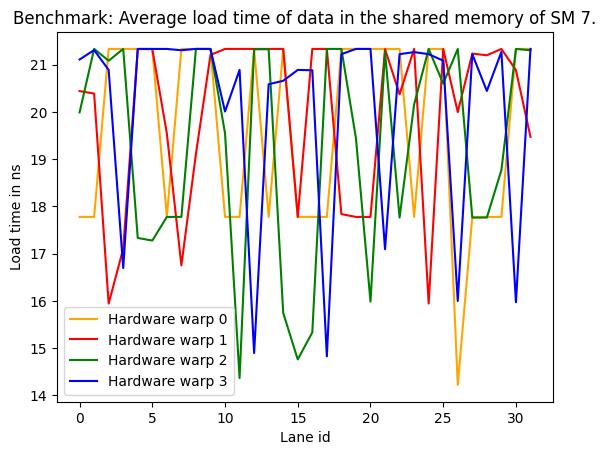 Benchmark: Average load time of data in the shared memory of SM 7.
Load time in ns
21
20
19
18
17
16
15
14
Hardware warp 0
Hardware warp 1
Hardware warp 2
Hardware warp 3
0 5 10 15 20 25 30
Lane id